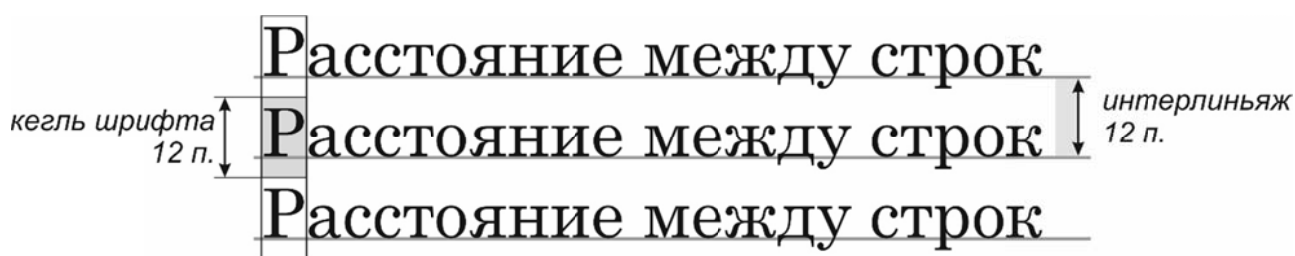 Расстояние между строк
кегль шрифта
12 п.
Расстояние между строк
интерлиньяж
12 п.
Расстояние между строк